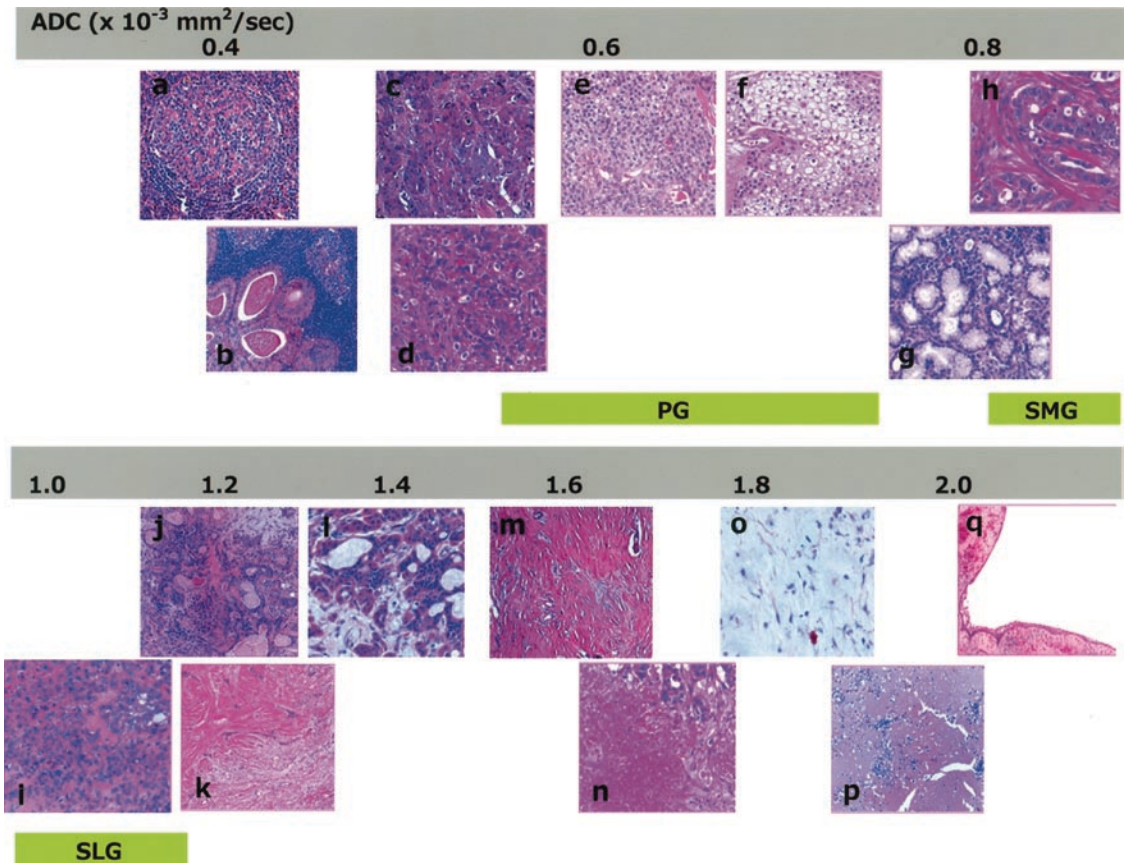 ADC (x 10⁻³ mm²/sec)
0.4 0.6 0.8
a c e f h
b d g
PG SMG
1.0 1.2 1.4 1.6 1.8 2.0
j l m o q
i k n p
SLG